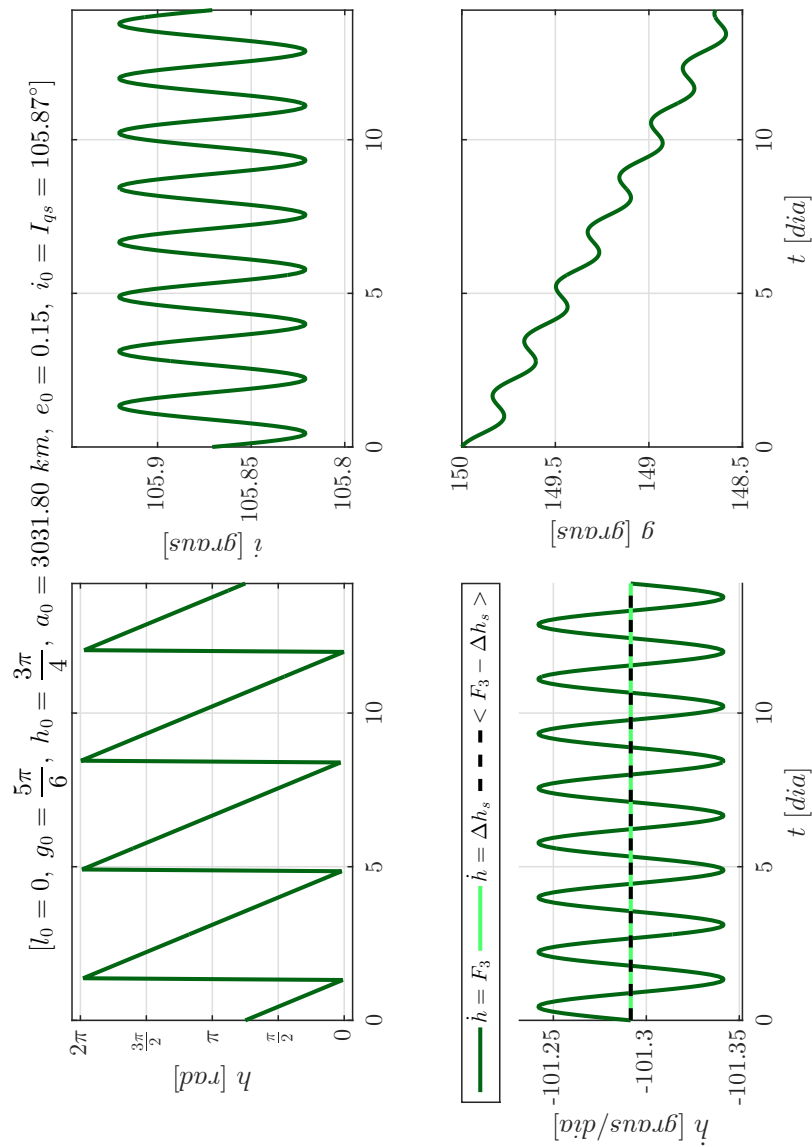 [l₀ = 0, g₀ = 5π/6, h₀ = 3π/4, a₀ = 3031.80 km, e₀ = 0.15, i₀ = I_qs = 105.87°]
h [rad]
2π
3π/2
π
π/2
0
0
5
10
i [graus]
105.9
105.85
105.8
0
5
10
ḣ = F₃ ḣ = Δh_s < F₃ − Δh_s >
ḣ [graus/dia]
-101.25
-101.3
-101.35
0
5
10
t [dia]
g [graus]
150
149.5
149
148.5
0
5
10
t [dia]